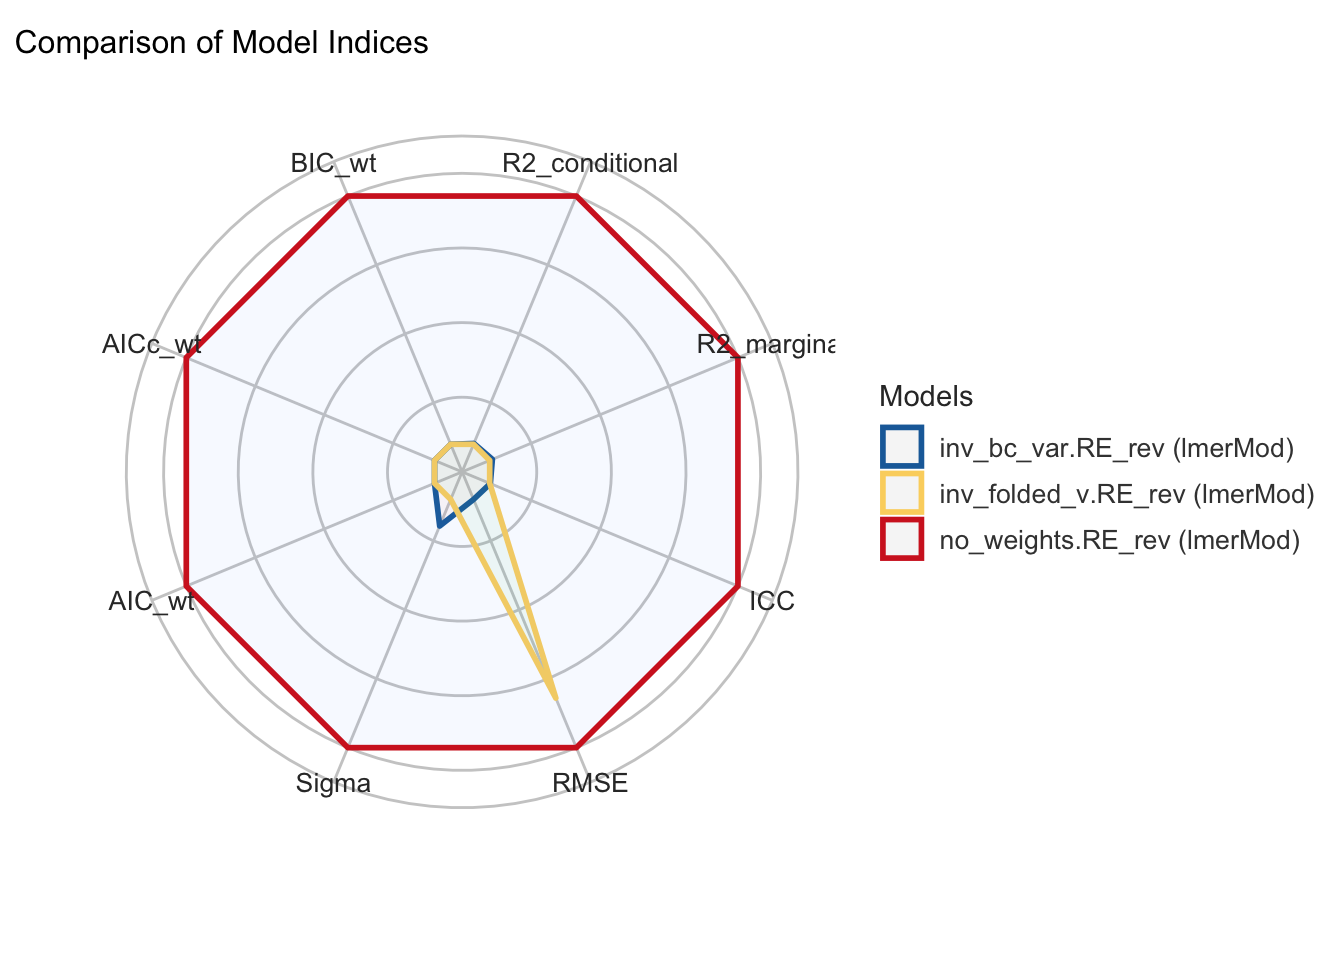 Comparison of Model Indices
BIC_wt
R2_conditional
AICc_wt
R2_margina
Models
inv_bc_var.RE_rev (lmerMod)
inv_folded_v.RE_rev (lmerMod)
no_weights.RE_rev (lmerMod)
AIC_wt
ICC
Sigma
RMSE